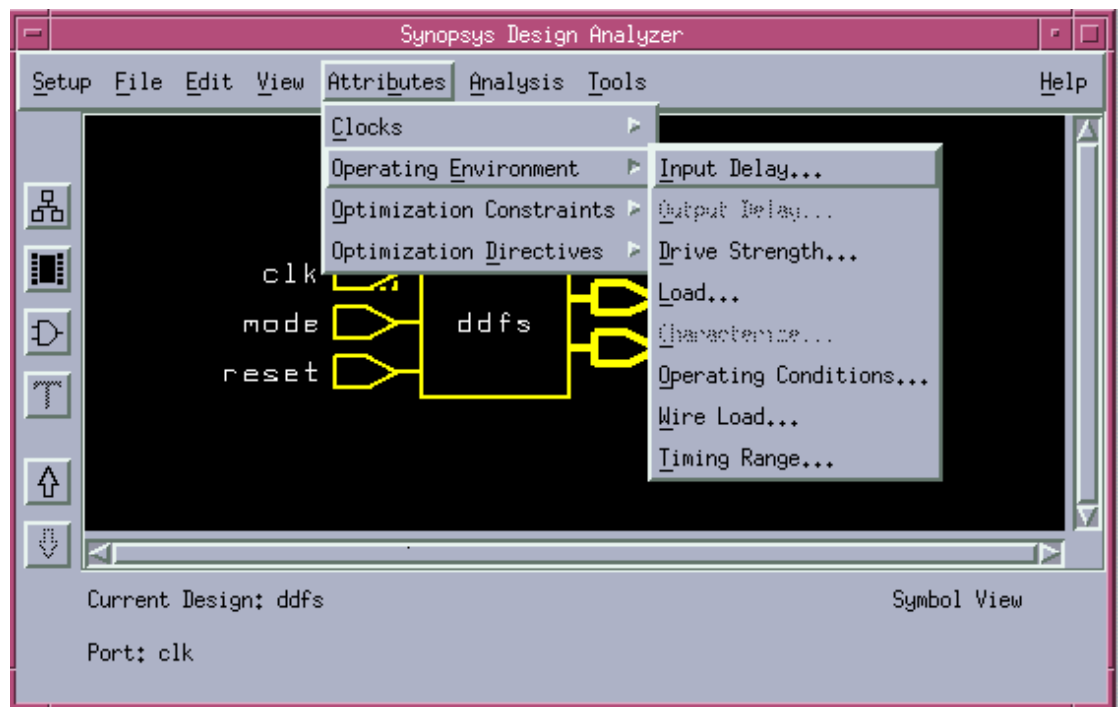 Synopsys Design Analyzer
Setup File Edit View Attributes Analysis Tools Help
Clocks
Operating Environment
Optimization Constraints
Optimization Directives
Input Delay...
Output Delay...
Drive Strength...
Load...
Characterize...
Operating Conditions...
Wire Load...
Timing Range...
clk
mode
reset
ddfs
Current Design: ddfs
Symbol View
Port: clk